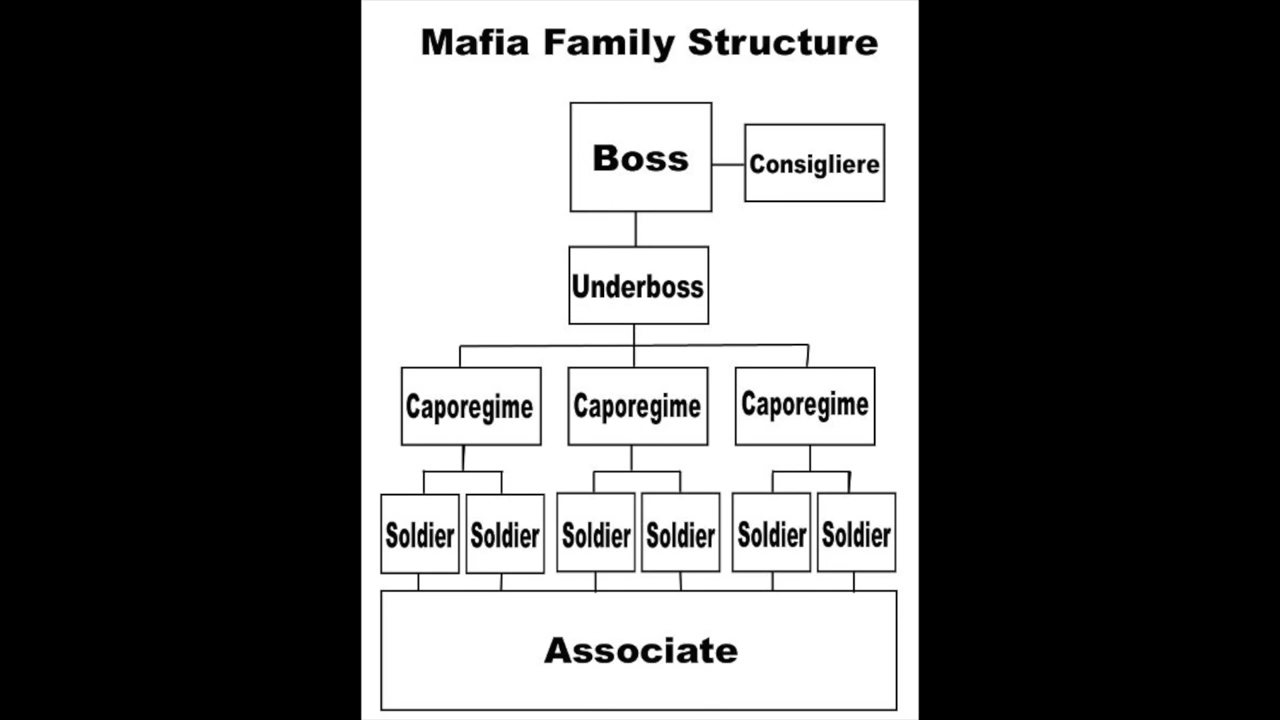 Mafia Family Structure
Boss
Consigliere
Underboss
Caporegime
Caporegime
Caporegime
Soldier
Soldier
Soldier
Soldier
Soldier
Soldier
Associate